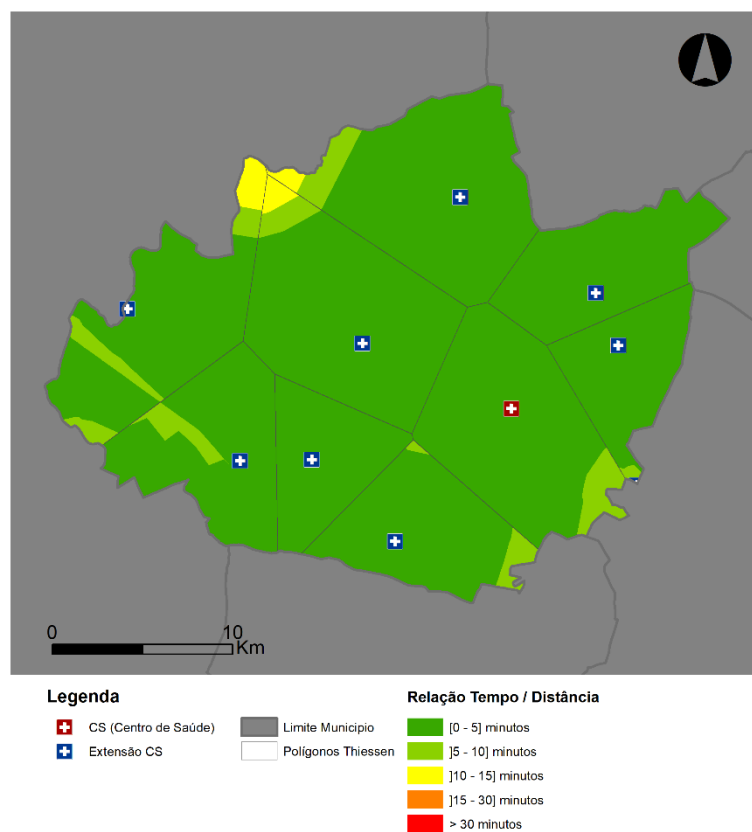 0 10
Km
Legenda
CS (Centro de Saúde)
Extensão CS
Limite Municipio
Polígonos Thiessen
Relação Tempo / Distância
[0 - 5] minutos
]5 - 10] minutos
]10 - 15] minutos
]15 - 30] minutos
> 30 minutos